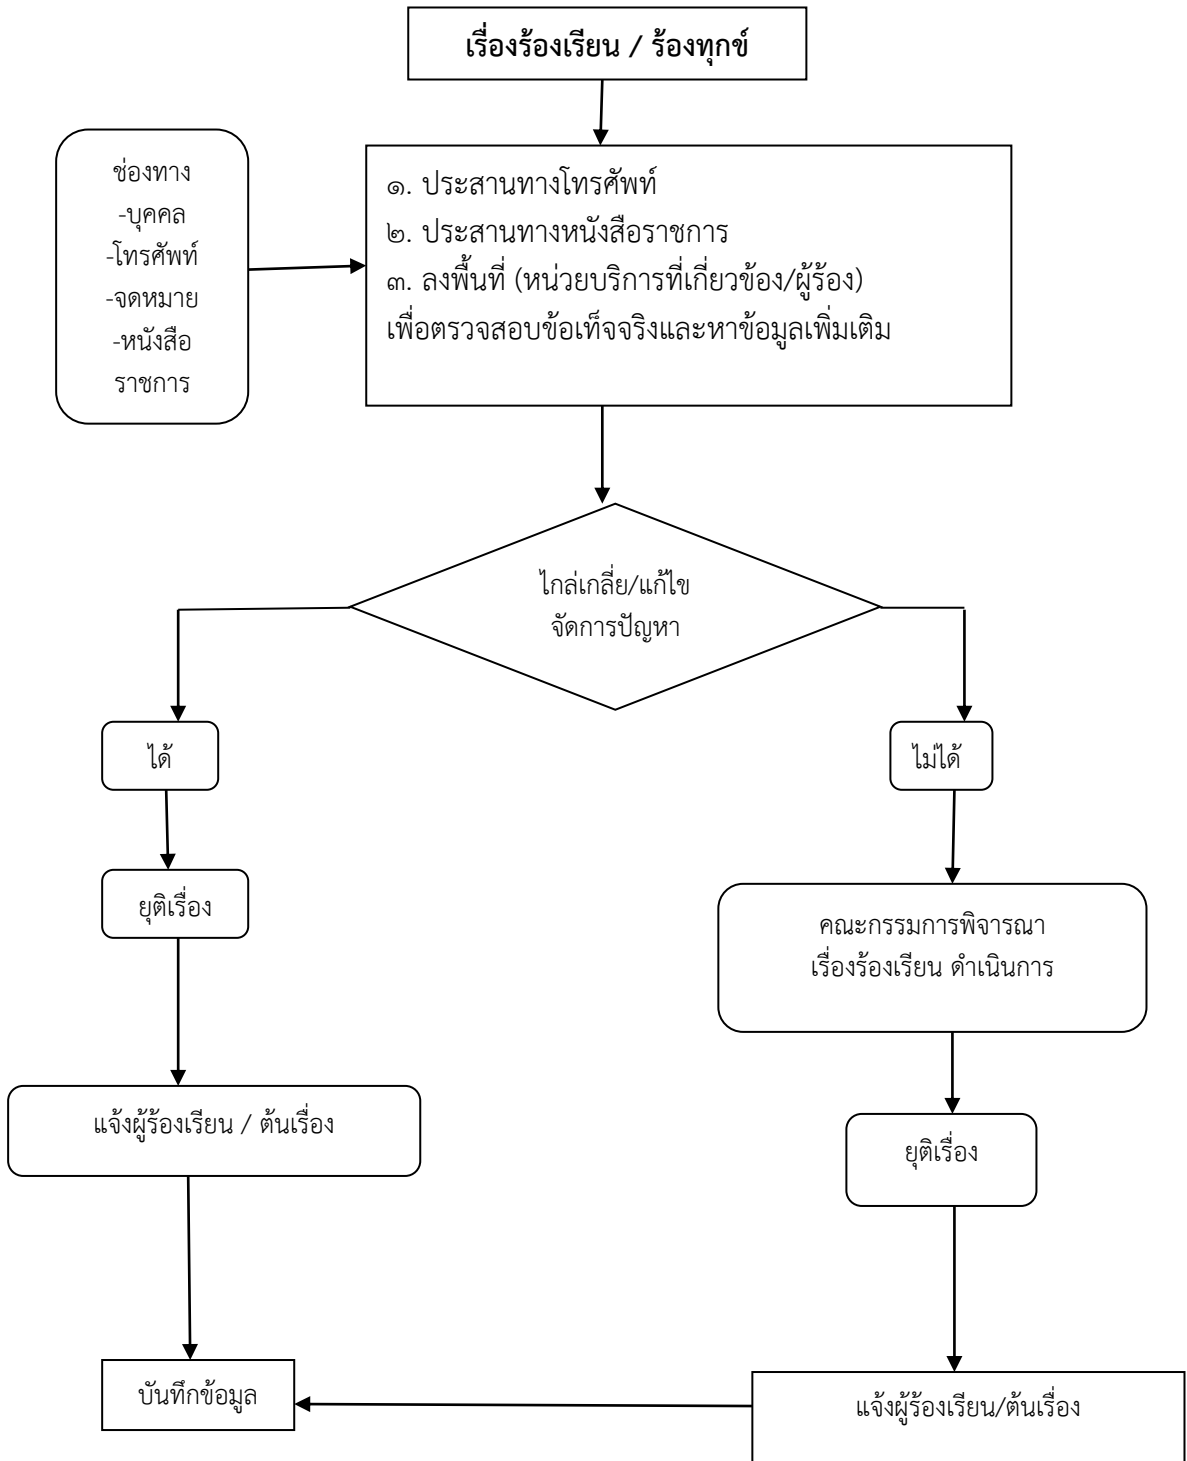 เรื่องร้องเรียน / ร้องทุกข์
ช่องทาง
-บุคคล
-โทรศัพท์
-จดหมาย
-หนังสือ
ราชการ
๑. ประสานทางโทรศัพท์
๒. ประสานทางหนังสือราชการ
๓. ลงพื้นที่ (หน่วยบริการที่เกี่ยวข้อง/ผู้ร้อง)
เพื่อตรวจสอบข้อเท็จจริงและหาข้อมูลเพิ่มเติม
ไกล่เกลี่ย/แก้ไข
จัดการปัญหา
ได้
ไม่ได้
ยุติเรื่อง
คณะกรรมการพิจารณา
เรื่องร้องเรียน ดำเนินการ
แจ้งผู้ร้องเรียน / ต้นเรื่อง
ยุติเรื่อง
บันทึกข้อมูล
แจ้งผู้ร้องเรียน/ต้นเรื่อง